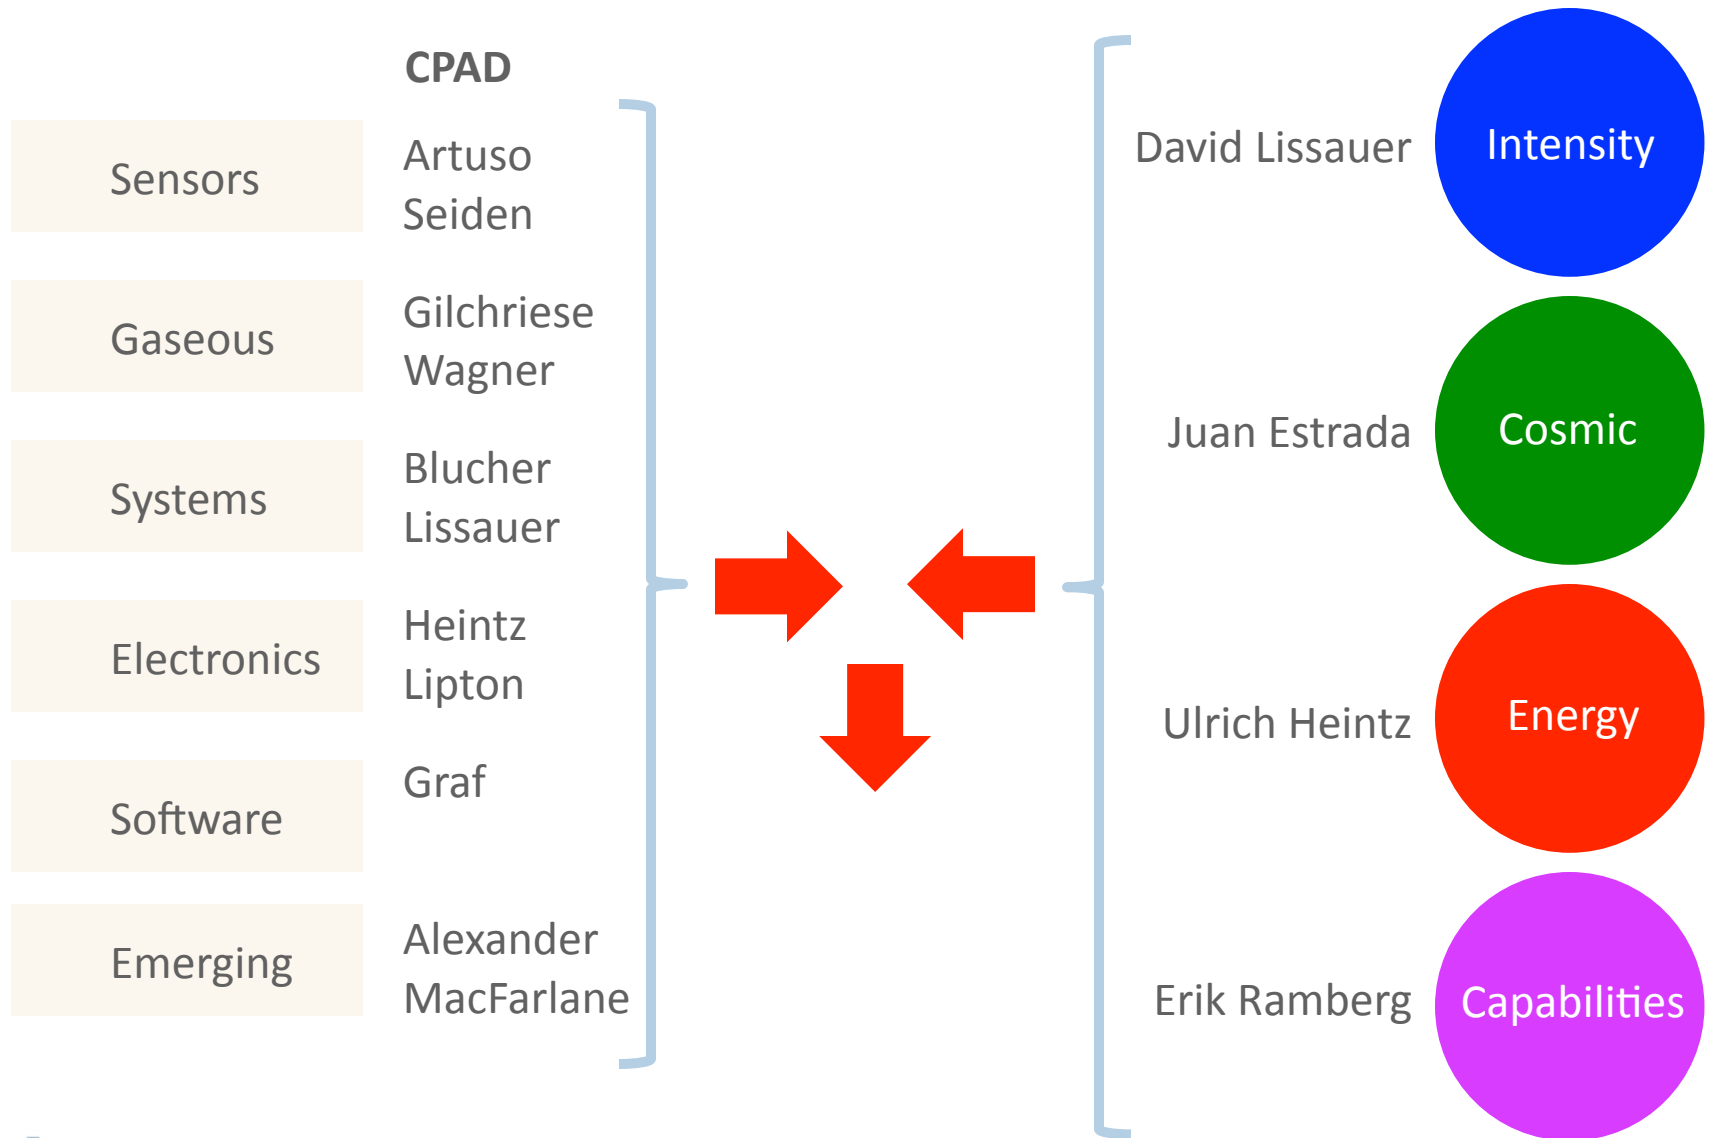 CPAD
Sensors
Artuso
Seiden
Gaseous
Gilchriese
Wagner
Systems
Blucher
Lissauer
Electronics
Heintz
Lipton
Software
Graf
Emerging
Alexander
MacFarlane
David Lissauer
Intensity
Juan Estrada
Cosmic
Ulrich Heintz
Energy
Erik Ramberg
Capabilities